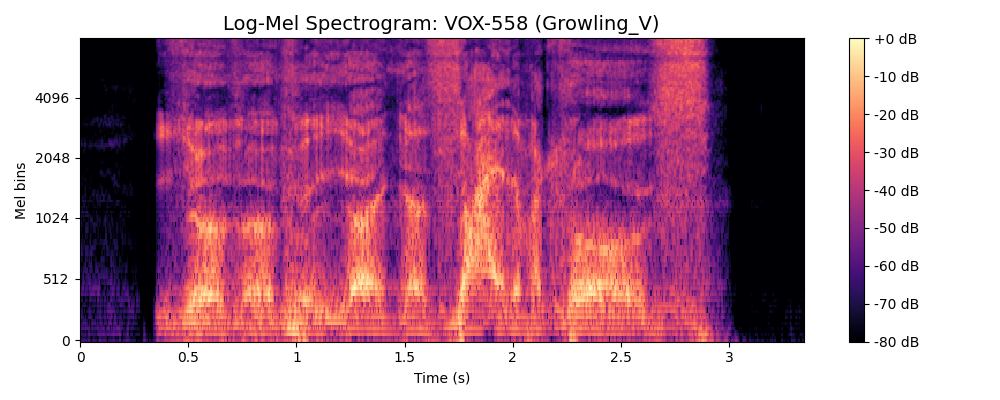 Log-Mel Spectrogram: VOX-558 (Growling_V)
Mel bins
4096
2048
1024
512
0
0
0.5
1
1.5
2
2.5
3
Time (s)
+0 dB
-10 dB
-20 dB
-30 dB
-40 dB
-50 dB
-60 dB
-70 dB
-80 dB